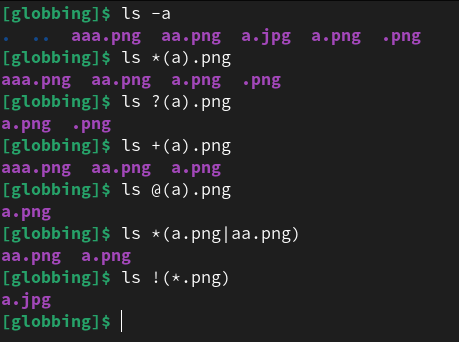 [globbing]$ ls -a
. .. aaa.png aa.png a.jpg a.png .png
[globbing]$ ls *(a).png
aaa.png aa.png a.png .png
[globbing]$ ls ?(a).png
a.png .png
[globbing]$ ls +(a).png
aaa.png aa.png a.png
[globbing]$ ls @(a).png
a.png
[globbing]$ ls *(a.png|aa.png)
aa.png a.png
[globbing]$ ls !(*.png)
a.jpg
[globbing]$